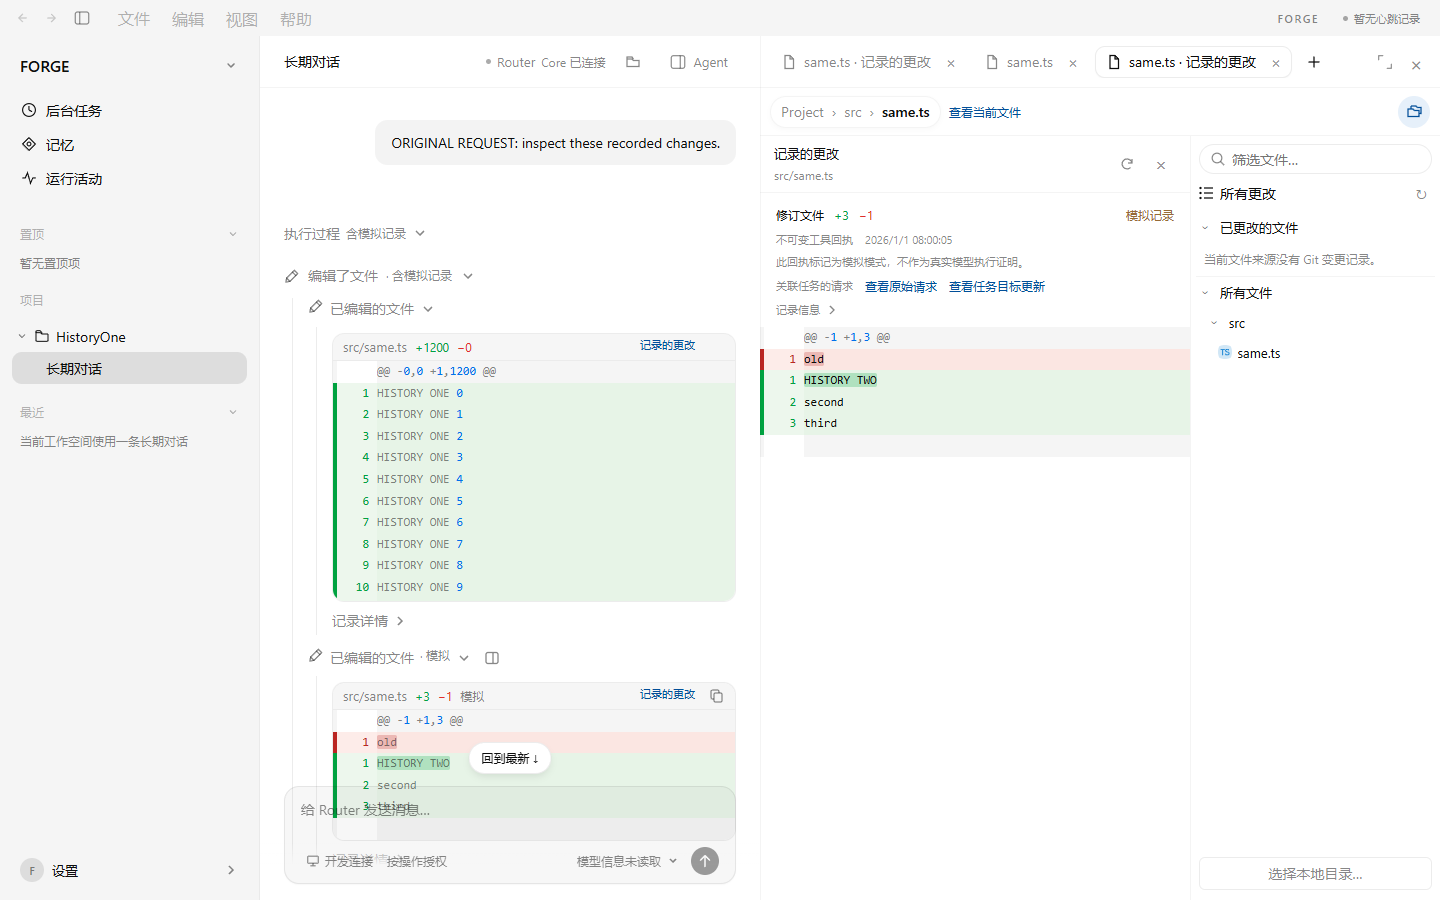 文件 编辑 视图 帮助
FORGE 暂无心跳记录
FORGE
后台任务
记忆
运行活动
置顶
暂无置顶项
项目
HistoryOne
长期对话
最近
当前工作空间使用一条长期对话
F 设置
长期对话 Router Core 已连接 Agent
ORIGINAL REQUEST: inspect these recorded changes.
执行过程 含模拟记录
编辑了文件 · 含模拟记录
已编辑的文件
src/same.ts +1200 −0 记录的更改
@@ -0,0 +1,1200 @@
1 HISTORY ONE 0
2 HISTORY ONE 1
3 HISTORY ONE 2
4 HISTORY ONE 3
5 HISTORY ONE 4
6 HISTORY ONE 5
7 HISTORY ONE 6
8 HISTORY ONE 7
9 HISTORY ONE 8
10 HISTORY ONE 9
记录详情
已编辑的文件 · 模拟
src/same.ts +3 −1 模拟 记录的更改
@@ -1 +1,3 @@
1 old
1 HISTORY TWO
回到最新 ↓
2 second
3 third
给 Router 发送消息...
开发连接 按操作授权 模型信息未读取
same.ts · 记录的更改 × same.ts × same.ts · 记录的更改 × +
Project › src › same.ts 查看当前文件
记录的更改
src/same.ts
修订文件 +3 −1 模拟记录
不可变工具回执 2026/1/1 08:00:05
此回执标记为模拟模式，不作为真实模型执行证明。
关联任务的请求 查看原始请求 查看任务目标更新
记录信息
@@ -1 +1,3 @@
1 old
1 HISTORY TWO
2 second
3 third
筛选文件...
所有更改
已更改的文件
当前文件来源没有 Git 变更记录。
所有文件
src
TS same.ts
选择本地目录...